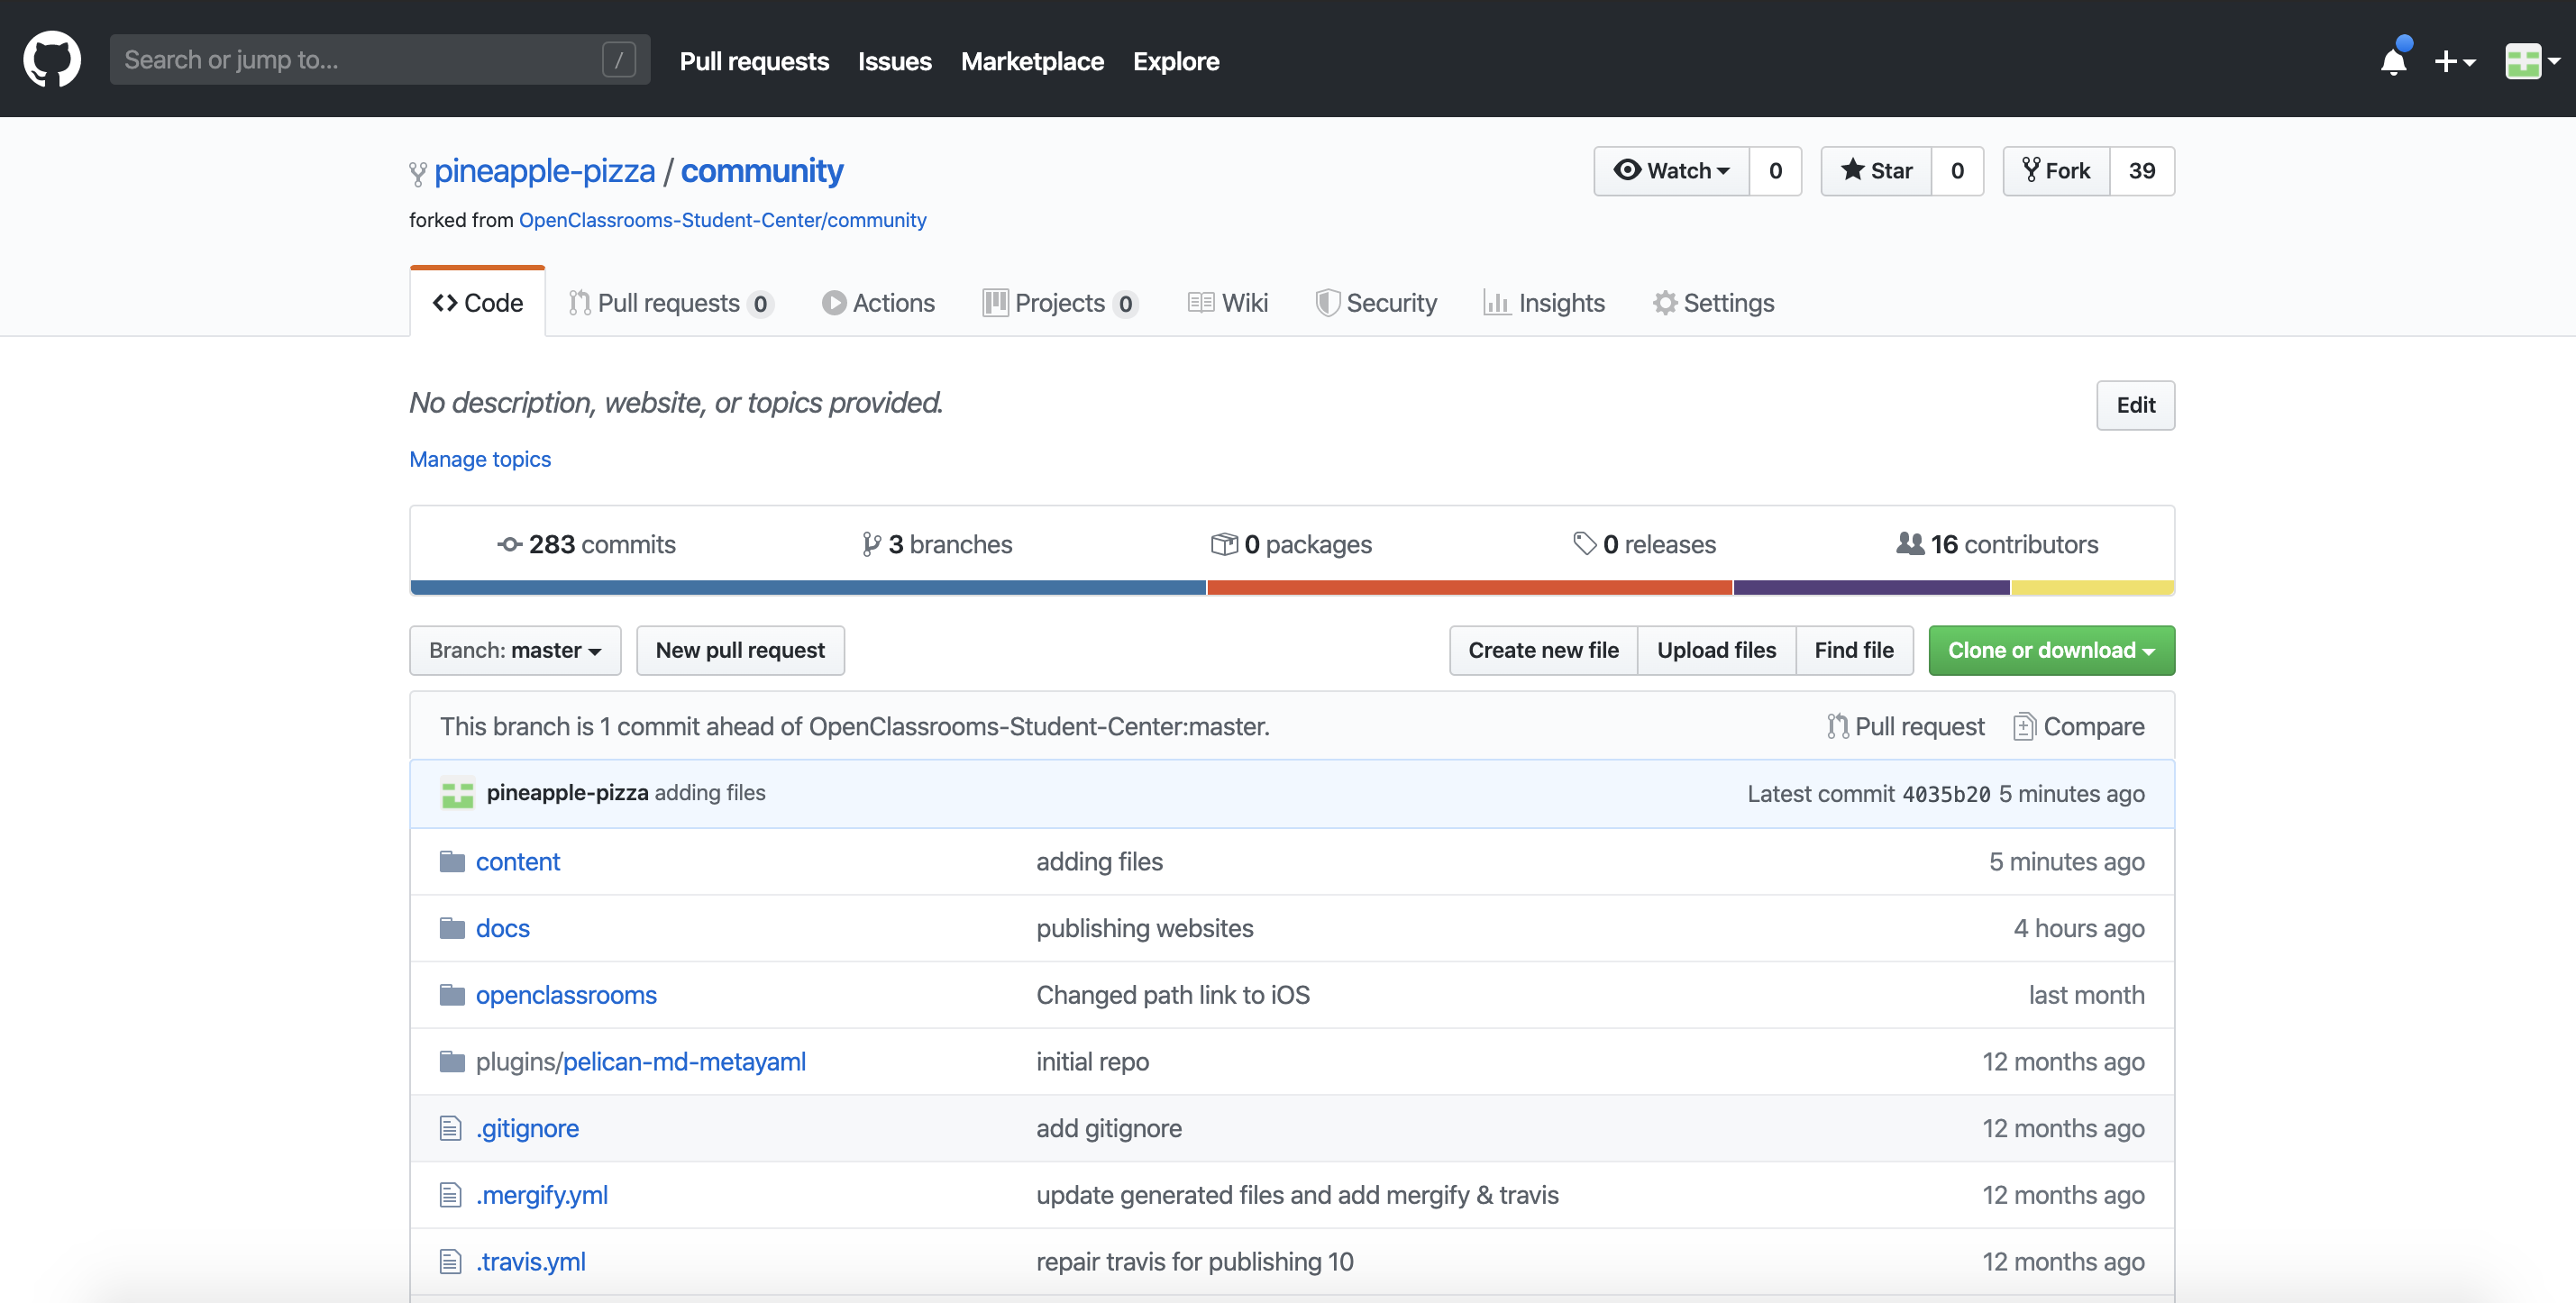 Search or jump to... /
Pull requests Issues Marketplace Explore
pineapple-pizza / community
Watch 0 Star 0 Fork 39
forked from OpenClassrooms-Student-Center/community
Code Pull requests 0 Actions Projects 0 Wiki Security Insights Settings
No description, website, or topics provided.
Edit
Manage topics
283 commits 3 branches 0 packages 0 releases 16 contributors
Branch: master New pull request Create new file Upload files Find file Clone or download
This branch is 1 commit ahead of OpenClassrooms-Student-Center:master. Pull request Compare
pineapple-pizza adding files Latest commit 4035b20 5 minutes ago
content adding files 5 minutes ago
docs publishing websites 4 hours ago
openclassrooms Changed path link to iOS last month
plugins/pelican-md-metayaml initial repo 12 months ago
.gitignore add gitignore 12 months ago
.mergify.yml update generated files and add mergify & travis 12 months ago
.travis.yml repair travis for publishing 10 12 months ago